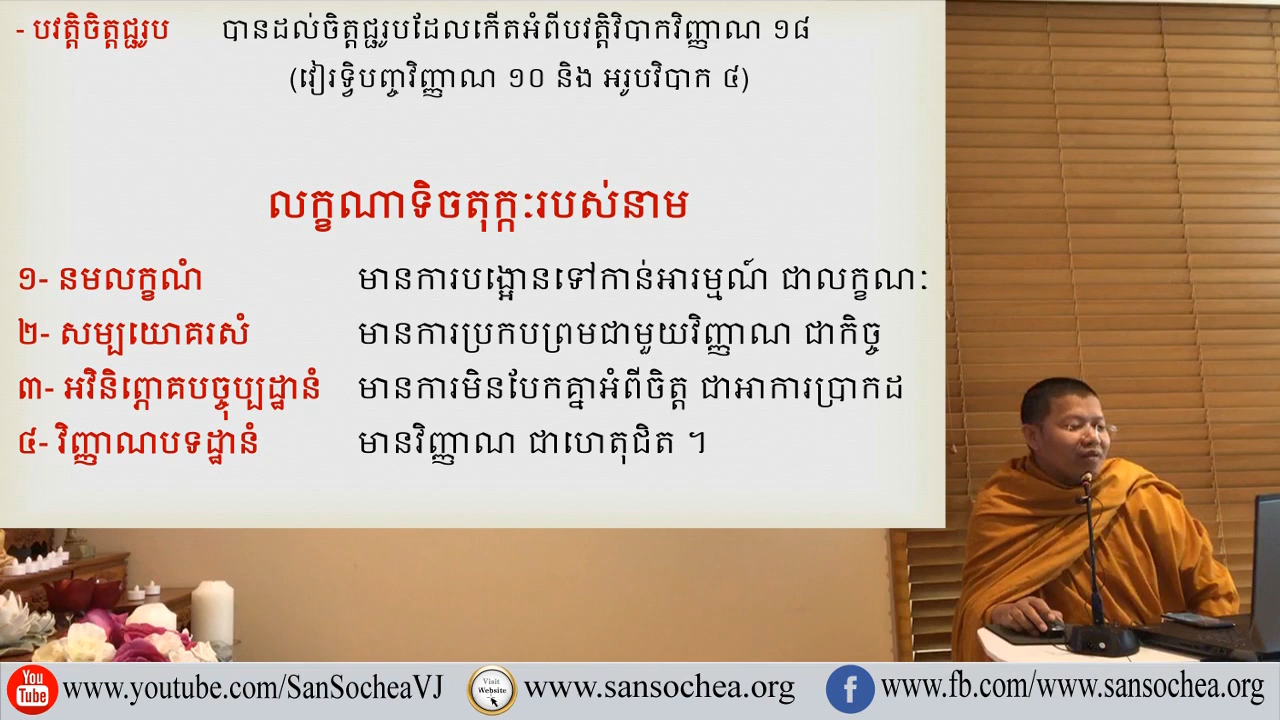 - បវត្តិចិត្តជ្ជរូប បានដល់ចិត្តជ្ជរូបដែលកើតអំពីបវត្តិវិបាកវិញ្ញាណ ១៨
(វៀរទ្វិបញ្ចវិញ្ញាណ ១០ និង អរូបវិបាក ៤)
លក្ខណាទិចតុក្កៈរបស់នាម
១- នមលក្ខណំ មានការបង្អោនទៅកាន់អារម្មណ៍ ជាលក្ខណៈ
២- សម្បយោគរសំ មានការប្រកបព្រមជាមួយវិញ្ញាណ ជាកិច្ច
៣- អវិនិព្ភោគបច្ចុប្បដ្ឋានំ មានការមិនបែកគ្នាអំពីចិត្ត ជាអាការប្រាកដ
៤- វិញ្ញាណបទដ្ឋានំ មានវិញ្ញាណ ជាហេតុជិត ។
You Tube www.youtube.com/SanSocheaVJ Visit Website www.sansochea.org f www.fb.com/www.sansochea.org